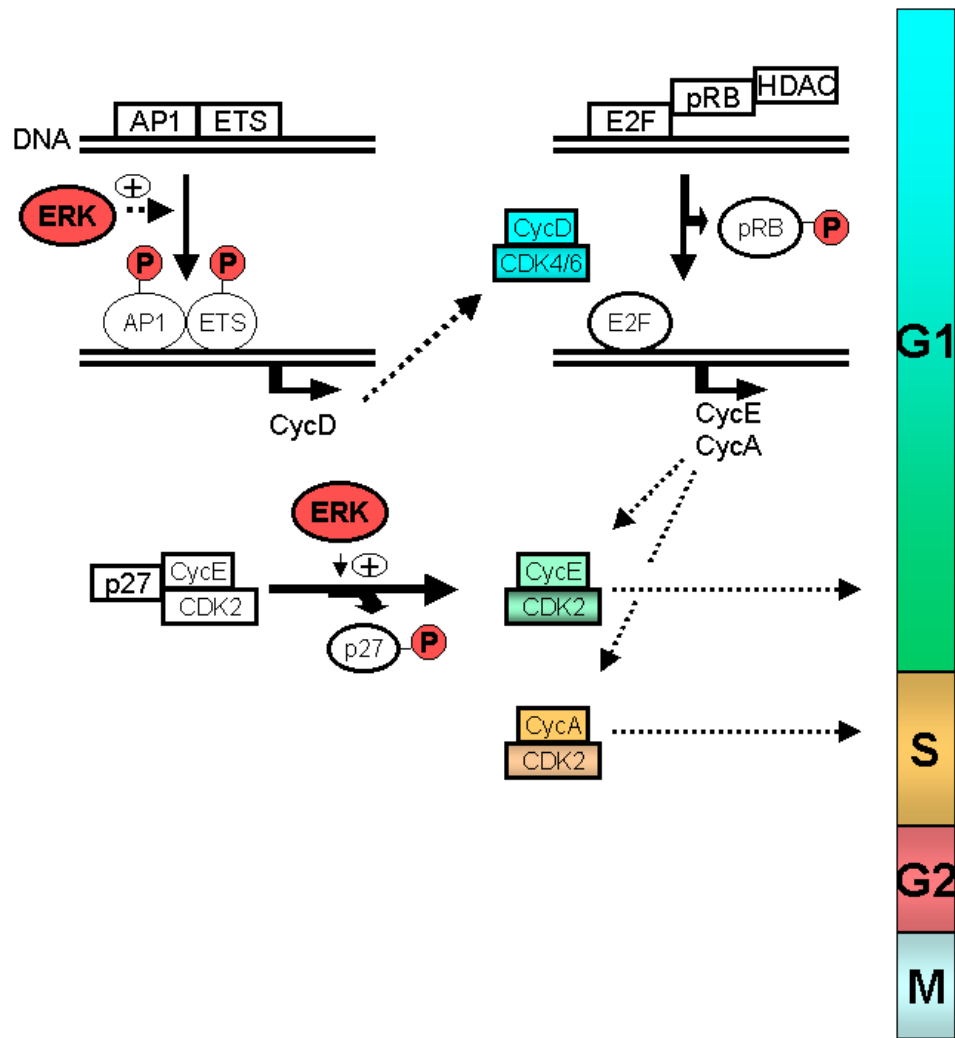 HDAC
pRB
AP1 ETS
E2F
DNA
+
ERK
CycD
CDK4/6
pRB P
P P
AP1 ETS
E2F
G1
CycD
CycE
CycA
ERK
+
p27 CycE
CDK2
CycE
CDK2
p27 P
CycA
CDK2
S
G2
M